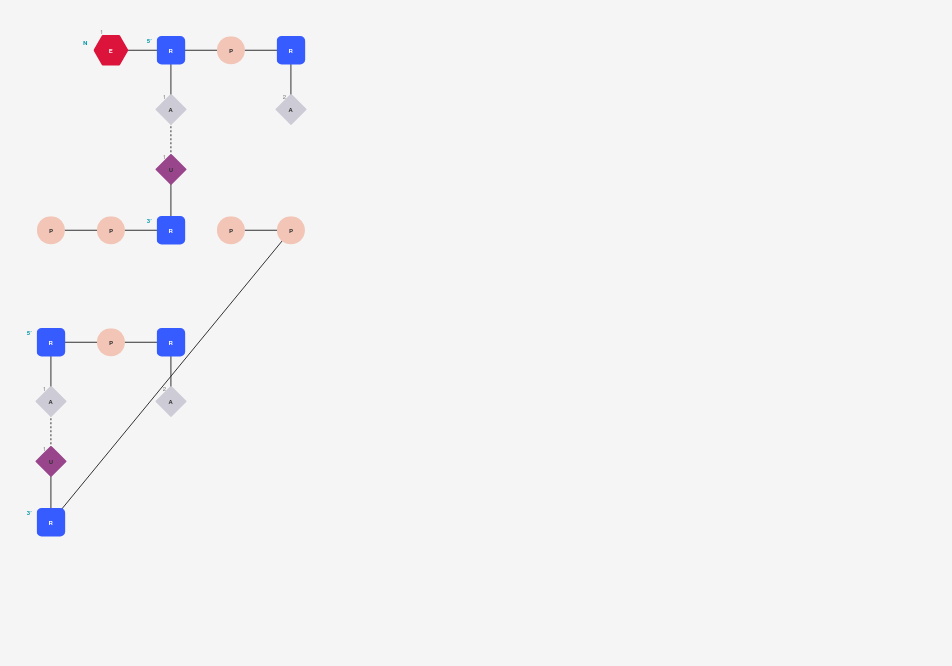 1
N E 5' R P R
1 A 2 A
1 U
P P 3' R P P
5' R P R
1 A 2 A
1 U
3' R